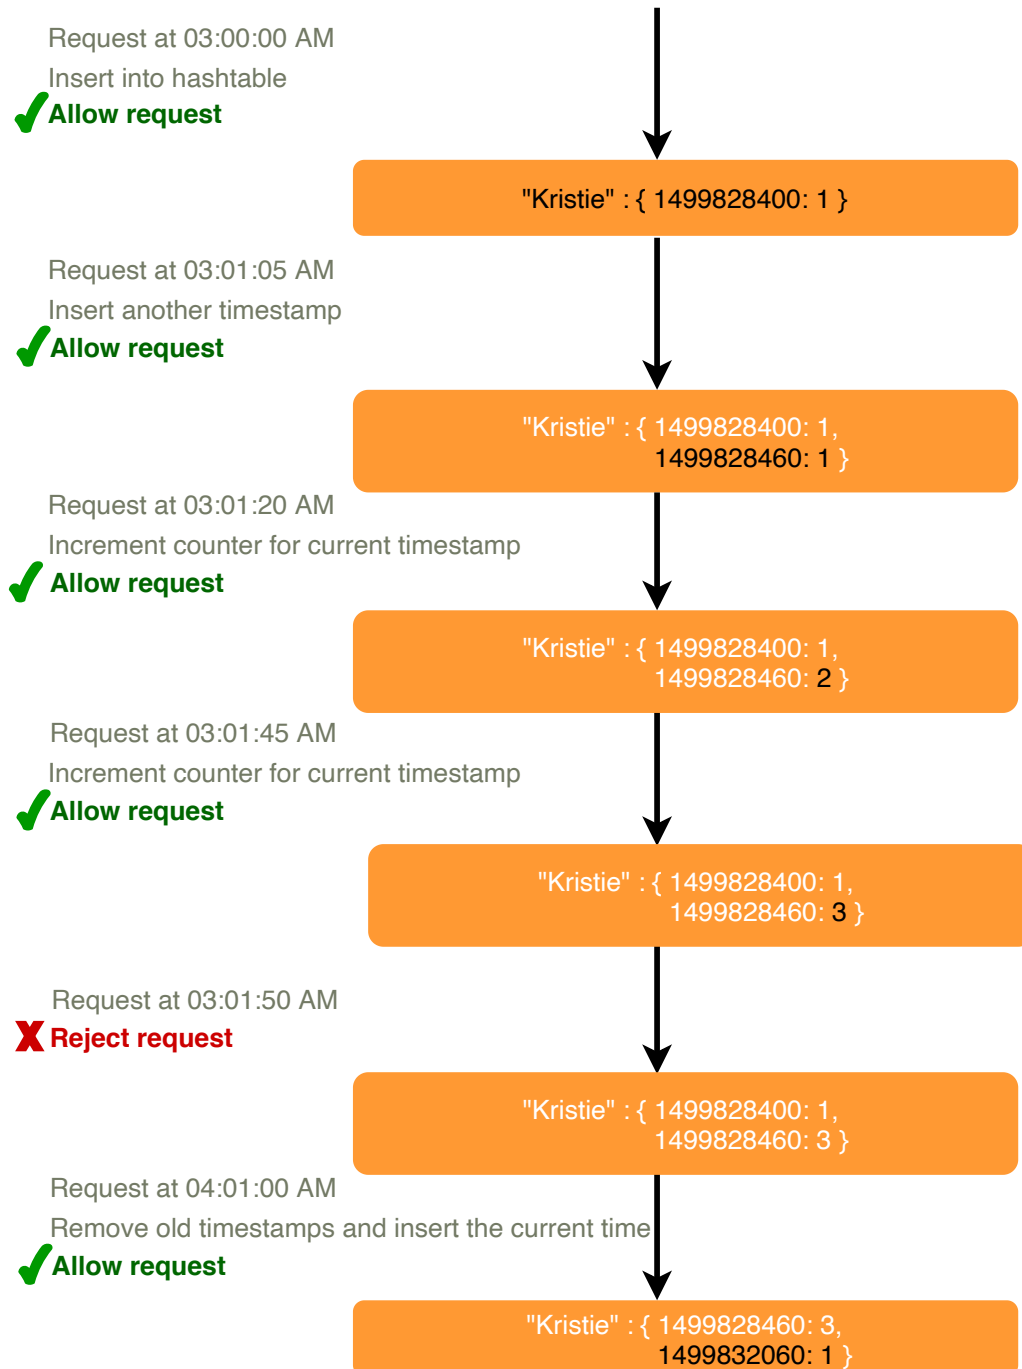 Request at 03:00:00 AM
Insert into hashtable
Allow request
"Kristie" : { 1499828400: 1 }
Request at 03:01:05 AM
Insert another timestamp
Allow request
"Kristie" : { 1499828400: 1,
1499828460: 1 }
Request at 03:01:20 AM
Increment counter for current timestamp
Allow request
"Kristie" : { 1499828400: 1,
1499828460: 2 }
Request at 03:01:45 AM
Increment counter for current timestamp
Allow request
"Kristie" : { 1499828400: 1,
1499828460: 3 }
Request at 03:01:50 AM
Reject request
"Kristie" : { 1499828400: 1,
1499828460: 3 }
Request at 04:01:00 AM
Remove old timestamps and insert the current time
Allow request
"Kristie" : { 1499828460: 3,
1499832060: 1 }